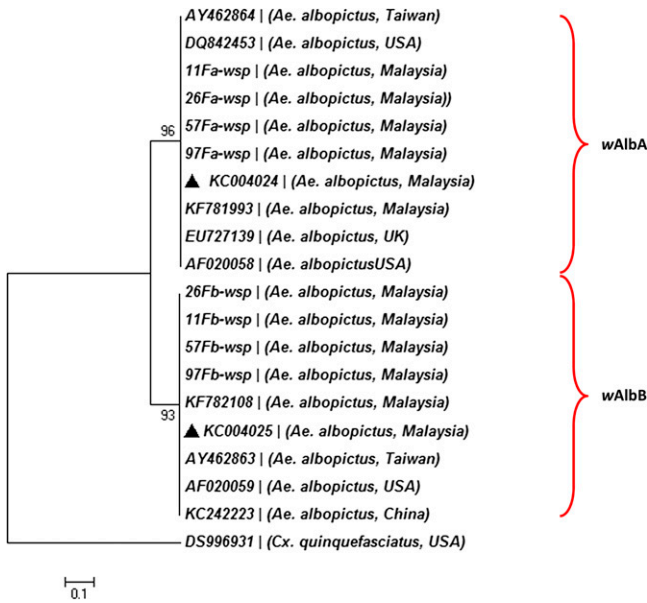 AY462864 | (Ae. albopictus, Taiwan)
DQ842453 | (Ae. albopictus, USA)
11Fa-wsp | (Ae. albopictus, Malaysia)
26Fa-wsp | (Ae. albopictus, Malaysia))
57Fa-wsp | (Ae. albopictus, Malaysia)
96
wAlbA
97Fa-wsp | (Ae. albopictus, Malaysia)
▲ KC004024 | (Ae. albopictus, Malaysia)
KF781993 | (Ae. albopictus, Malaysia)
EU727139 | (Ae. albopictus, UK)
AF020058 | (Ae. albopictusUSA)
26Fb-wsp | (Ae. albopictus, Malaysia)
11Fb-wsp | (Ae. albopictus, Malaysia)
57Fb-wsp | (Ae. albopictus, Malaysia)
97Fb-wsp | (Ae. albopictus, Malaysia)
wAlbB
KF782108 | (Ae. albopictus, Malaysia)
93
▲ KC004025 | (Ae. albopictus, Malaysia)
AY462863 | (Ae. albopictus, Taiwan)
AF020059 | (Ae. albopictus, USA)
KC242223 | (Ae. albopictus, China)
DS996931 | (Cx. quinquefasciatus, USA)
0.1